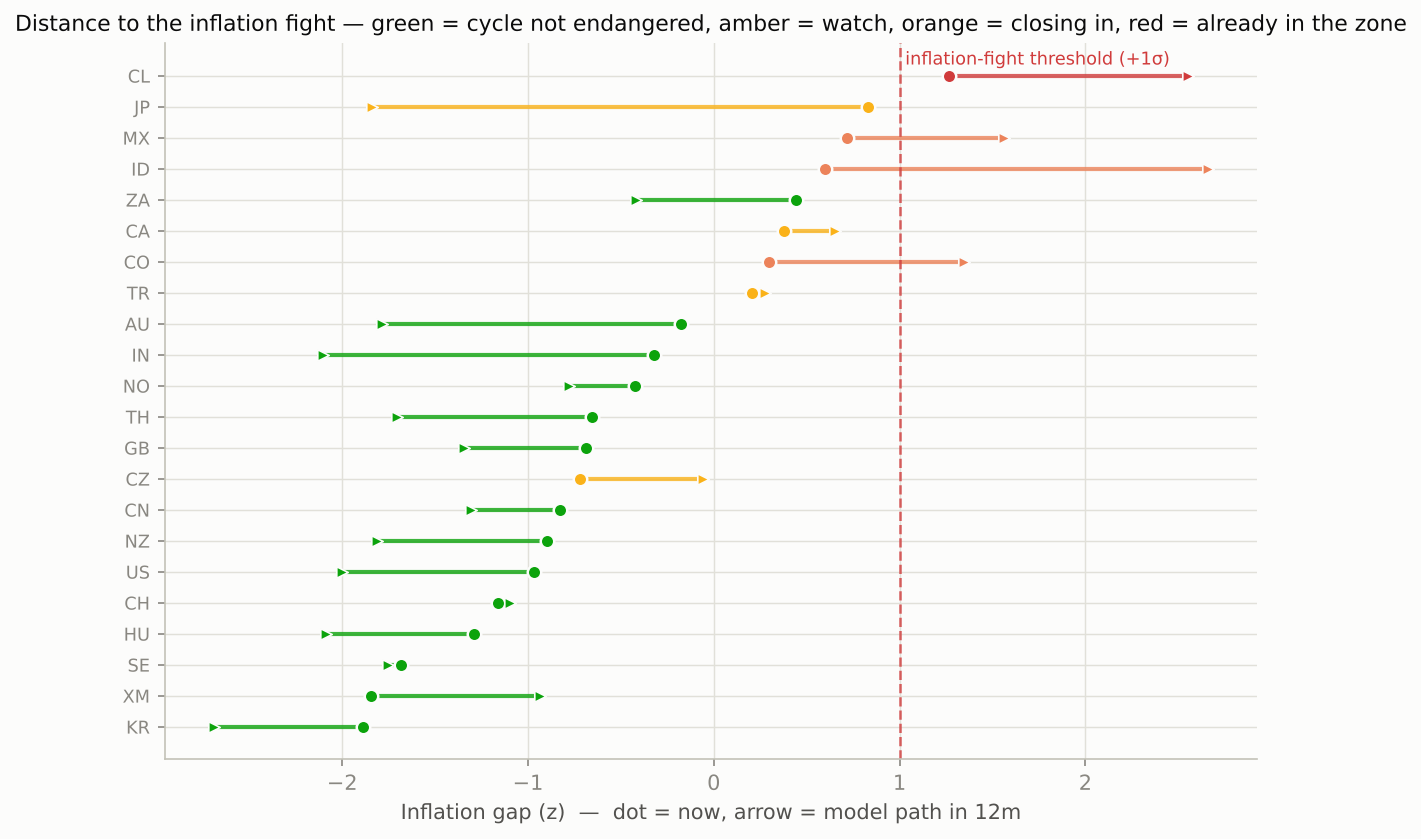 Distance to the inflation fight — green = cycle not endangered, amber = watch, orange = closing in, red = already in the zone
inflation-fight threshold (+1σ)
CL
JP
MX
ID
ZA
CA
CO
TR
AU
IN
NO
TH
GB
CZ
CN
NZ
US
CH
HU
SE
XM
KR
−2 −1 0 1 2
Inflation gap (z) — dot = now, arrow = model path in 12m